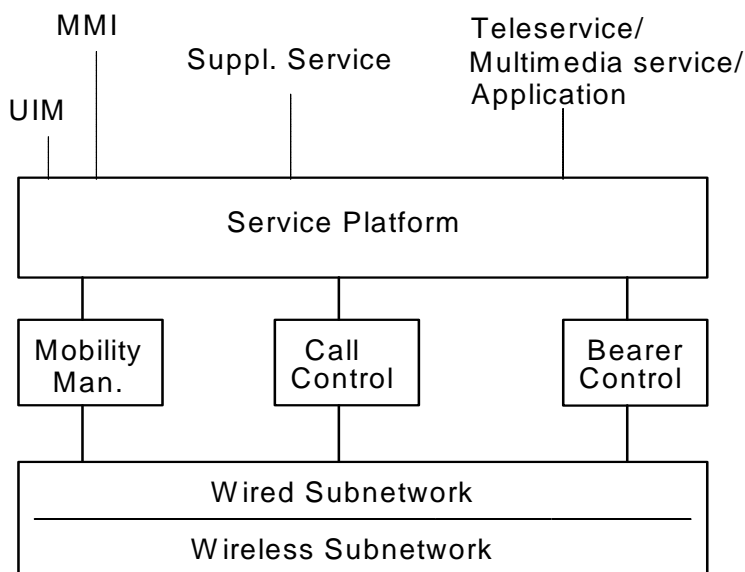 MMI
Suppl. Service
Teleservice/
Multimedia service/
Application
UIM
Service Platform
Mobility
Man.
Call
Control
Bearer
Control
Wired Subnetwork
Wireless Subnetwork